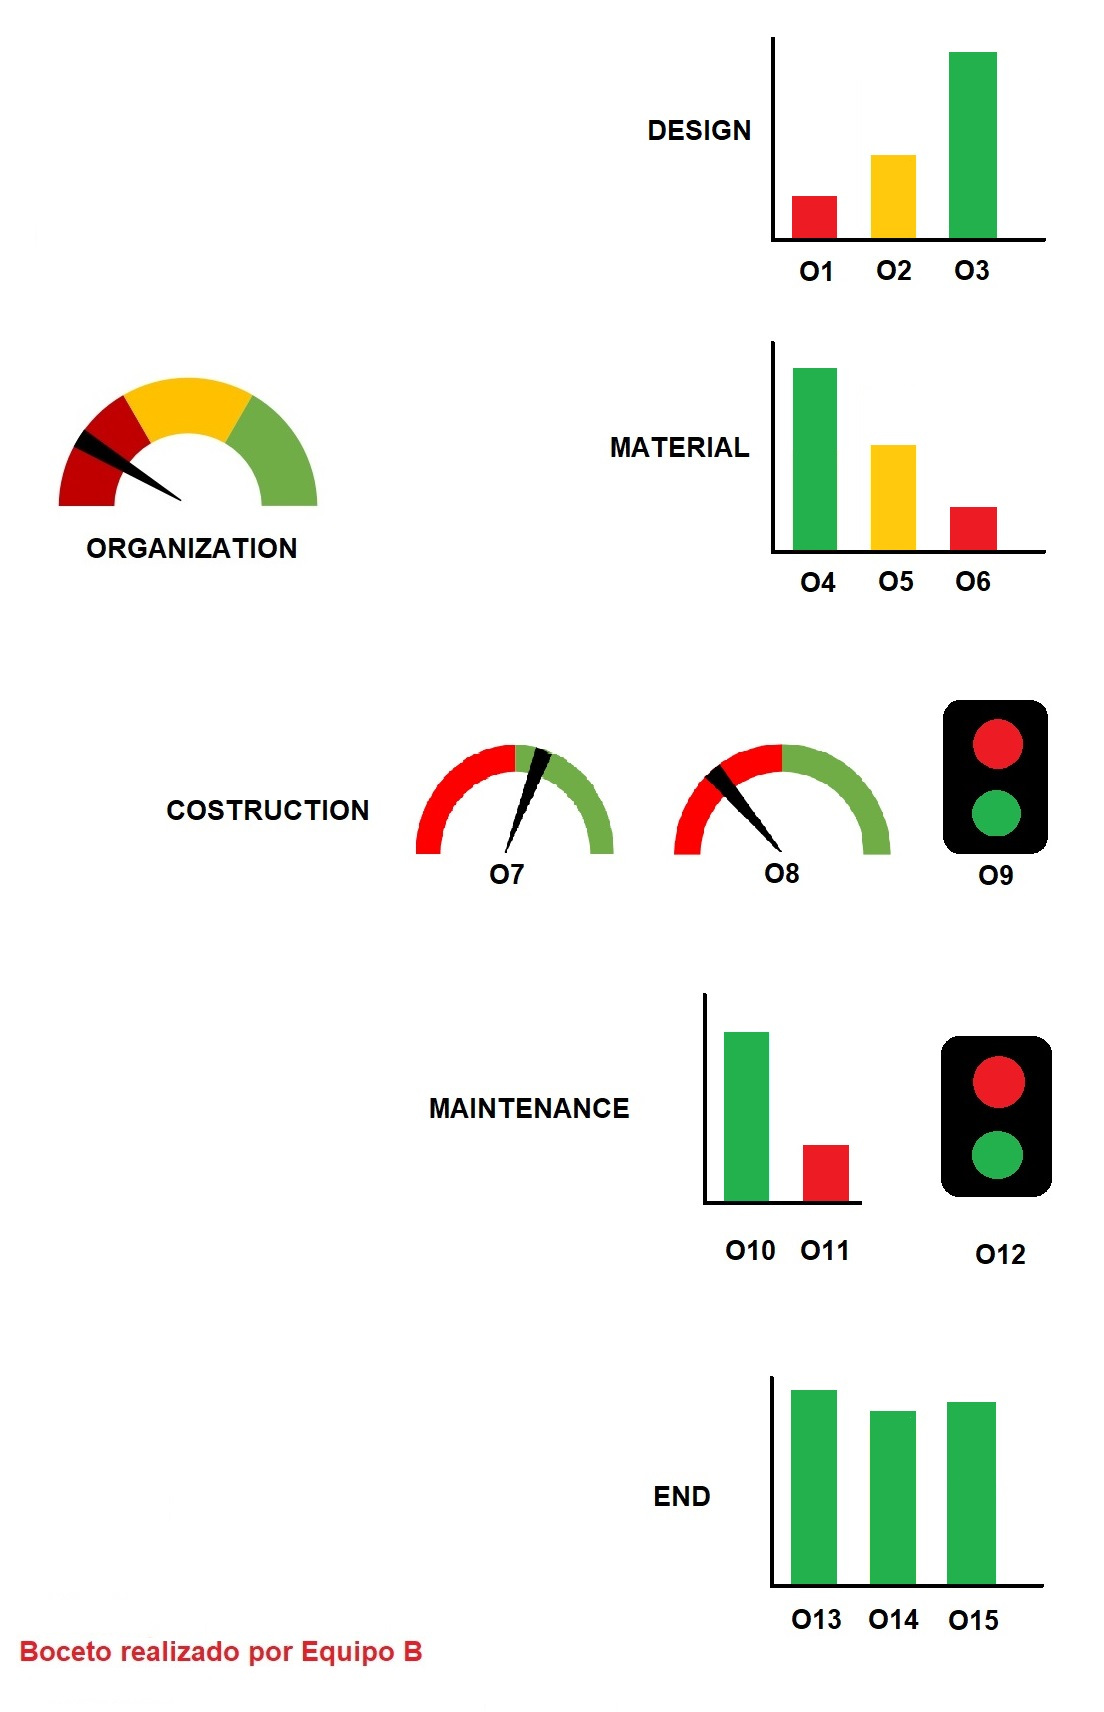 DESIGN
O1 O2 O3
MATERIAL
O4 O5 O6
ORGANIZATION
COSTRUCTION
O7 O8 O9
MAINTENANCE
O10 O11 O12
END
O13 O14 O15
Boceto realizado por Equipo B